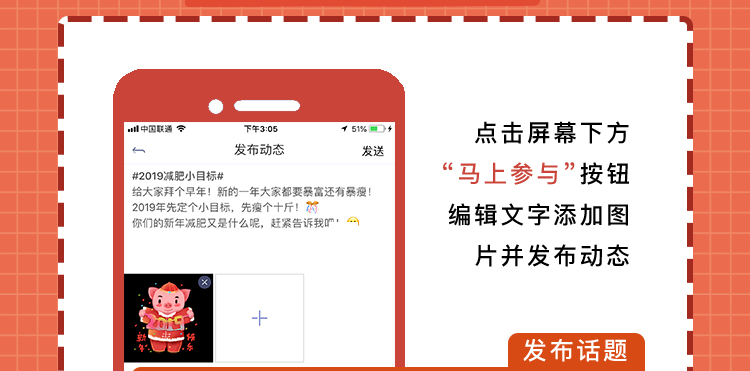 中国联通
下午3:05
51%
发布动态
发送
#2019减肥小目标#
给大家拜个早年！新的一年大家都要暴富还有暴瘦！
2019年先定个小目标，先瘦个十斤！
你们的新年减肥又是什么呢，赶紧告诉我吧！
2019
点击屏幕下方
“马上参与”按钮
编辑文字添加图
片并发布动态
发布话题